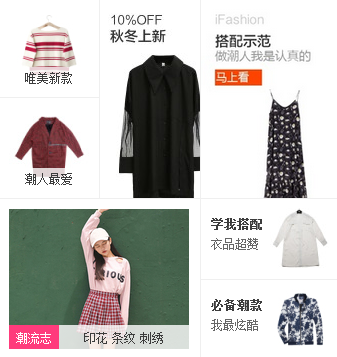 唯美新款
潮人最爱
10%OFF
秋冬上新
iFashion
搭配示范
做潮人我是认真的
马上看
RIOUS
潮流志
印花 条纹 刺绣
学我搭配
衣品超赞
必备潮款
我最炫酷